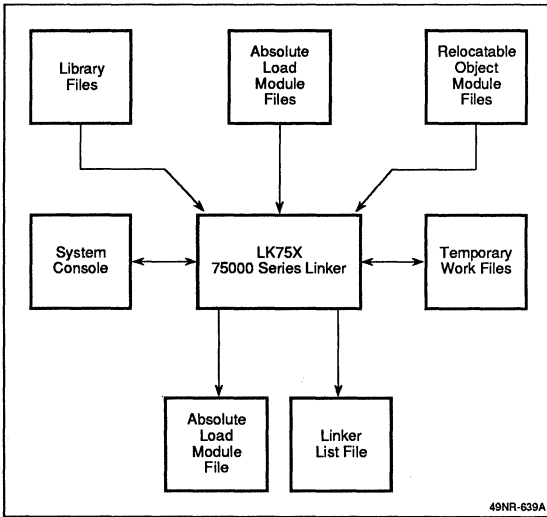 Library
Files
Absolute
Load
Module
Files
Relocatable
Object
Module
Files
System
Console
LK75X
75000 Series Linker
Temporary
Work Files
Absolute
Load
Module
File
Linker
List File
49NR-639A